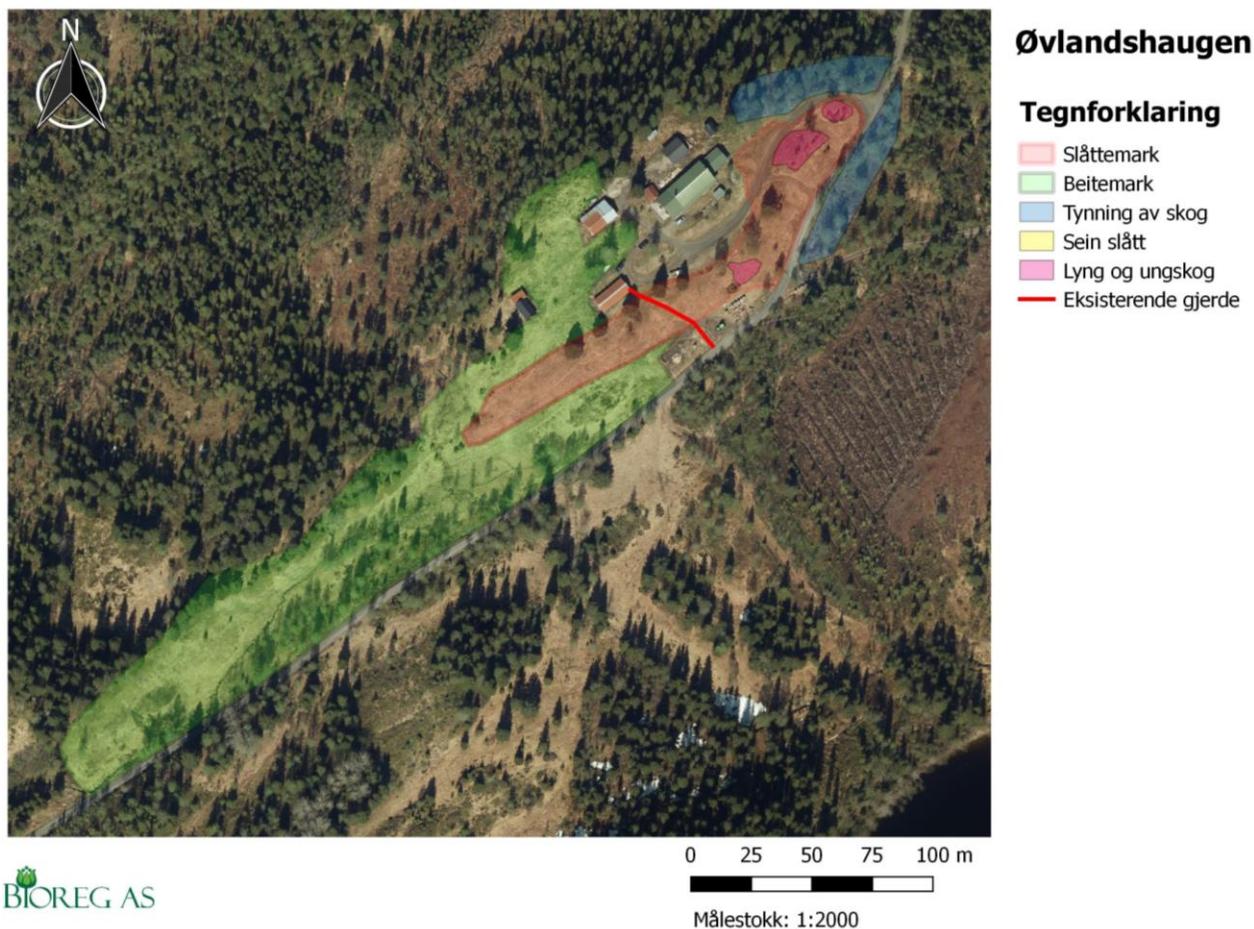 N
Øvlandshaugen
Tegnforklaring
Slåttemark
Beitemark
Tynning av skog
Sein slått
Lyng og ungskog
Eksisterende gjerde
0 25 50 75 100 m
Målestokk: 1:2000
BIOREG AS